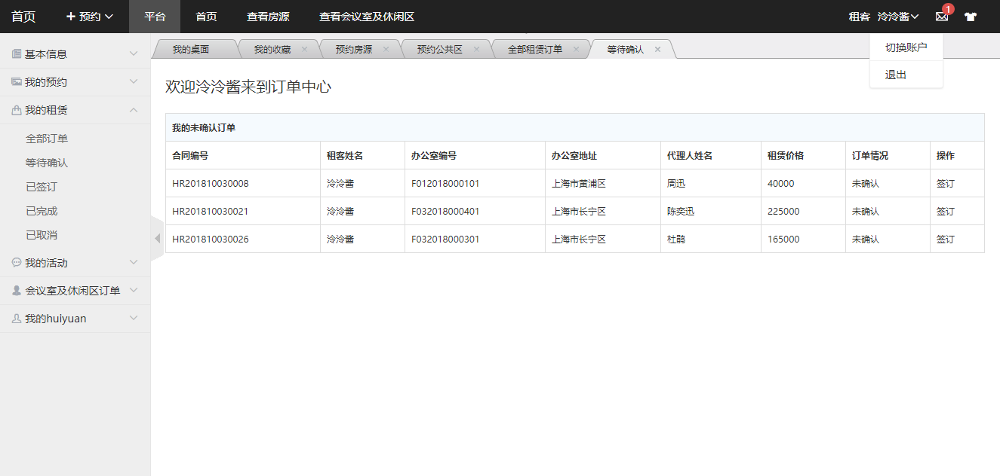 首页 + 预约 平台 首页 查看房源 查看会议室及休闲区 租客 泠泠酱 1
切换账户
退出
基本信息
我的预约
我的租赁
全部订单
等待确认
已签订
已完成
已取消
我的活动
会议室及休闲区订单
我的huiyuan
我的桌面 我的收藏 × 预约房源 × 预约公共区 × 全部租赁订单 × 等待确认 ×
欢迎泠泠酱来到订单中心
我的未确认订单
合同编号 租客姓名 办公室编号 办公室地址 代理人姓名 租赁价格 订单情况 操作
HR201810030008 泠泠酱 F012018000101 上海市黄浦区 周迅 40000 未确认 签订
HR201810030021 泠泠酱 F032018000401 上海市长宁区 陈奕迅 225000 未确认 签订
HR201810030026 泠泠酱 F032018000301 上海市长宁区 杜鹃 165000 未确认 签订